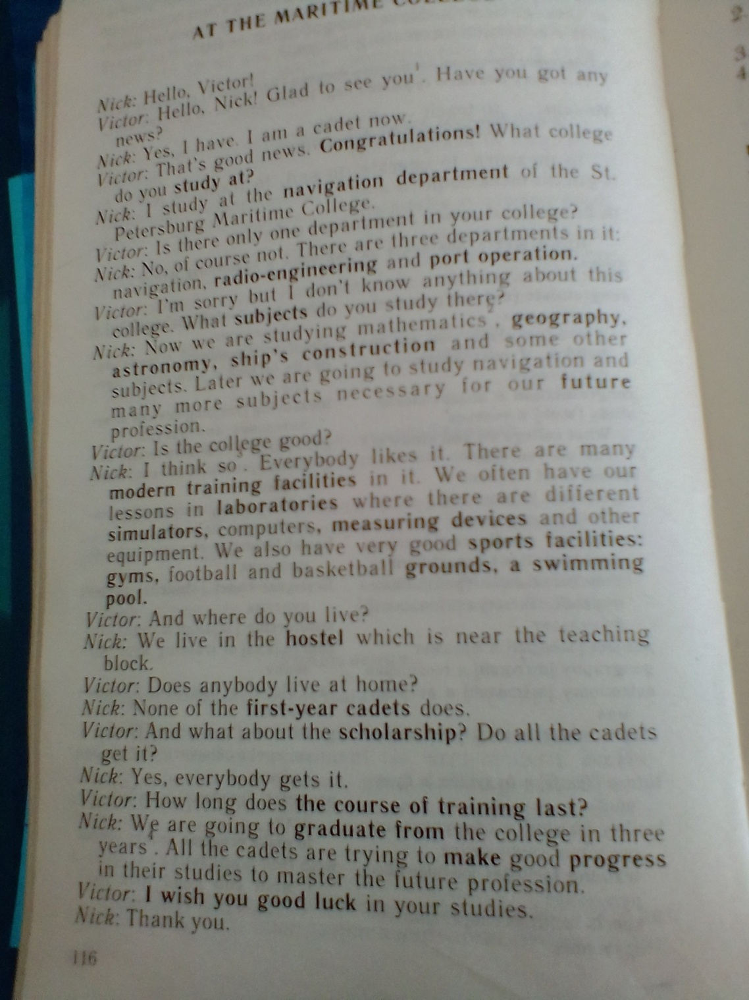 AT THE MARITIME COLLEGE
Nick: Hello, Victor!
Victor: Hello, Nick! Glad to see you¹. Have you got any
news?
Nick: Yes, I have. I am a cadet now.
Victor: That's good news. Congratulations! What college
do you study at?
Nick: I study at the navigation department of the St.
Petersburg Maritime College.
Victor: Is there only one department in your college?
Nick: No, of course not. There are three departments in it:
navigation, radio-engineering and port operation.
Victor: I'm sorry but I don't know anything about this
college. What subjects do you study there?
Nick: Now we are studying mathematics², geography,
astronomy, ship's construction and some other
subjects. Later we are going to study navigation and
many more subjects necessary for our future
profession.
Victor: Is the college good?
Nick: I think so³. Everybody likes it. There are many
modern training facilities in it. We often have our
lessons in laboratories where there are different
simulators, computers, measuring devices and other
equipment. We also have very good sports facilities:
gyms, football and basketball grounds, a swimming
pool.
Victor: And where do you live?
Nick: We live in the hostel which is near the teaching
block.
Victor: Does anybody live at home?
Nick: None of the first-year cadets does.
Victor: And what about the scholarship? Do all the cadets
get it?
Nick: Yes, everybody gets it.
Victor: How long does the course of training last?
Nick: We are going to graduate from the college in three
years⁴. All the cadets are trying to make good progress
in their studies to master the future profession.
Victor: I wish you good luck in your studies.
Nick: Thank you.
116
2
3
4